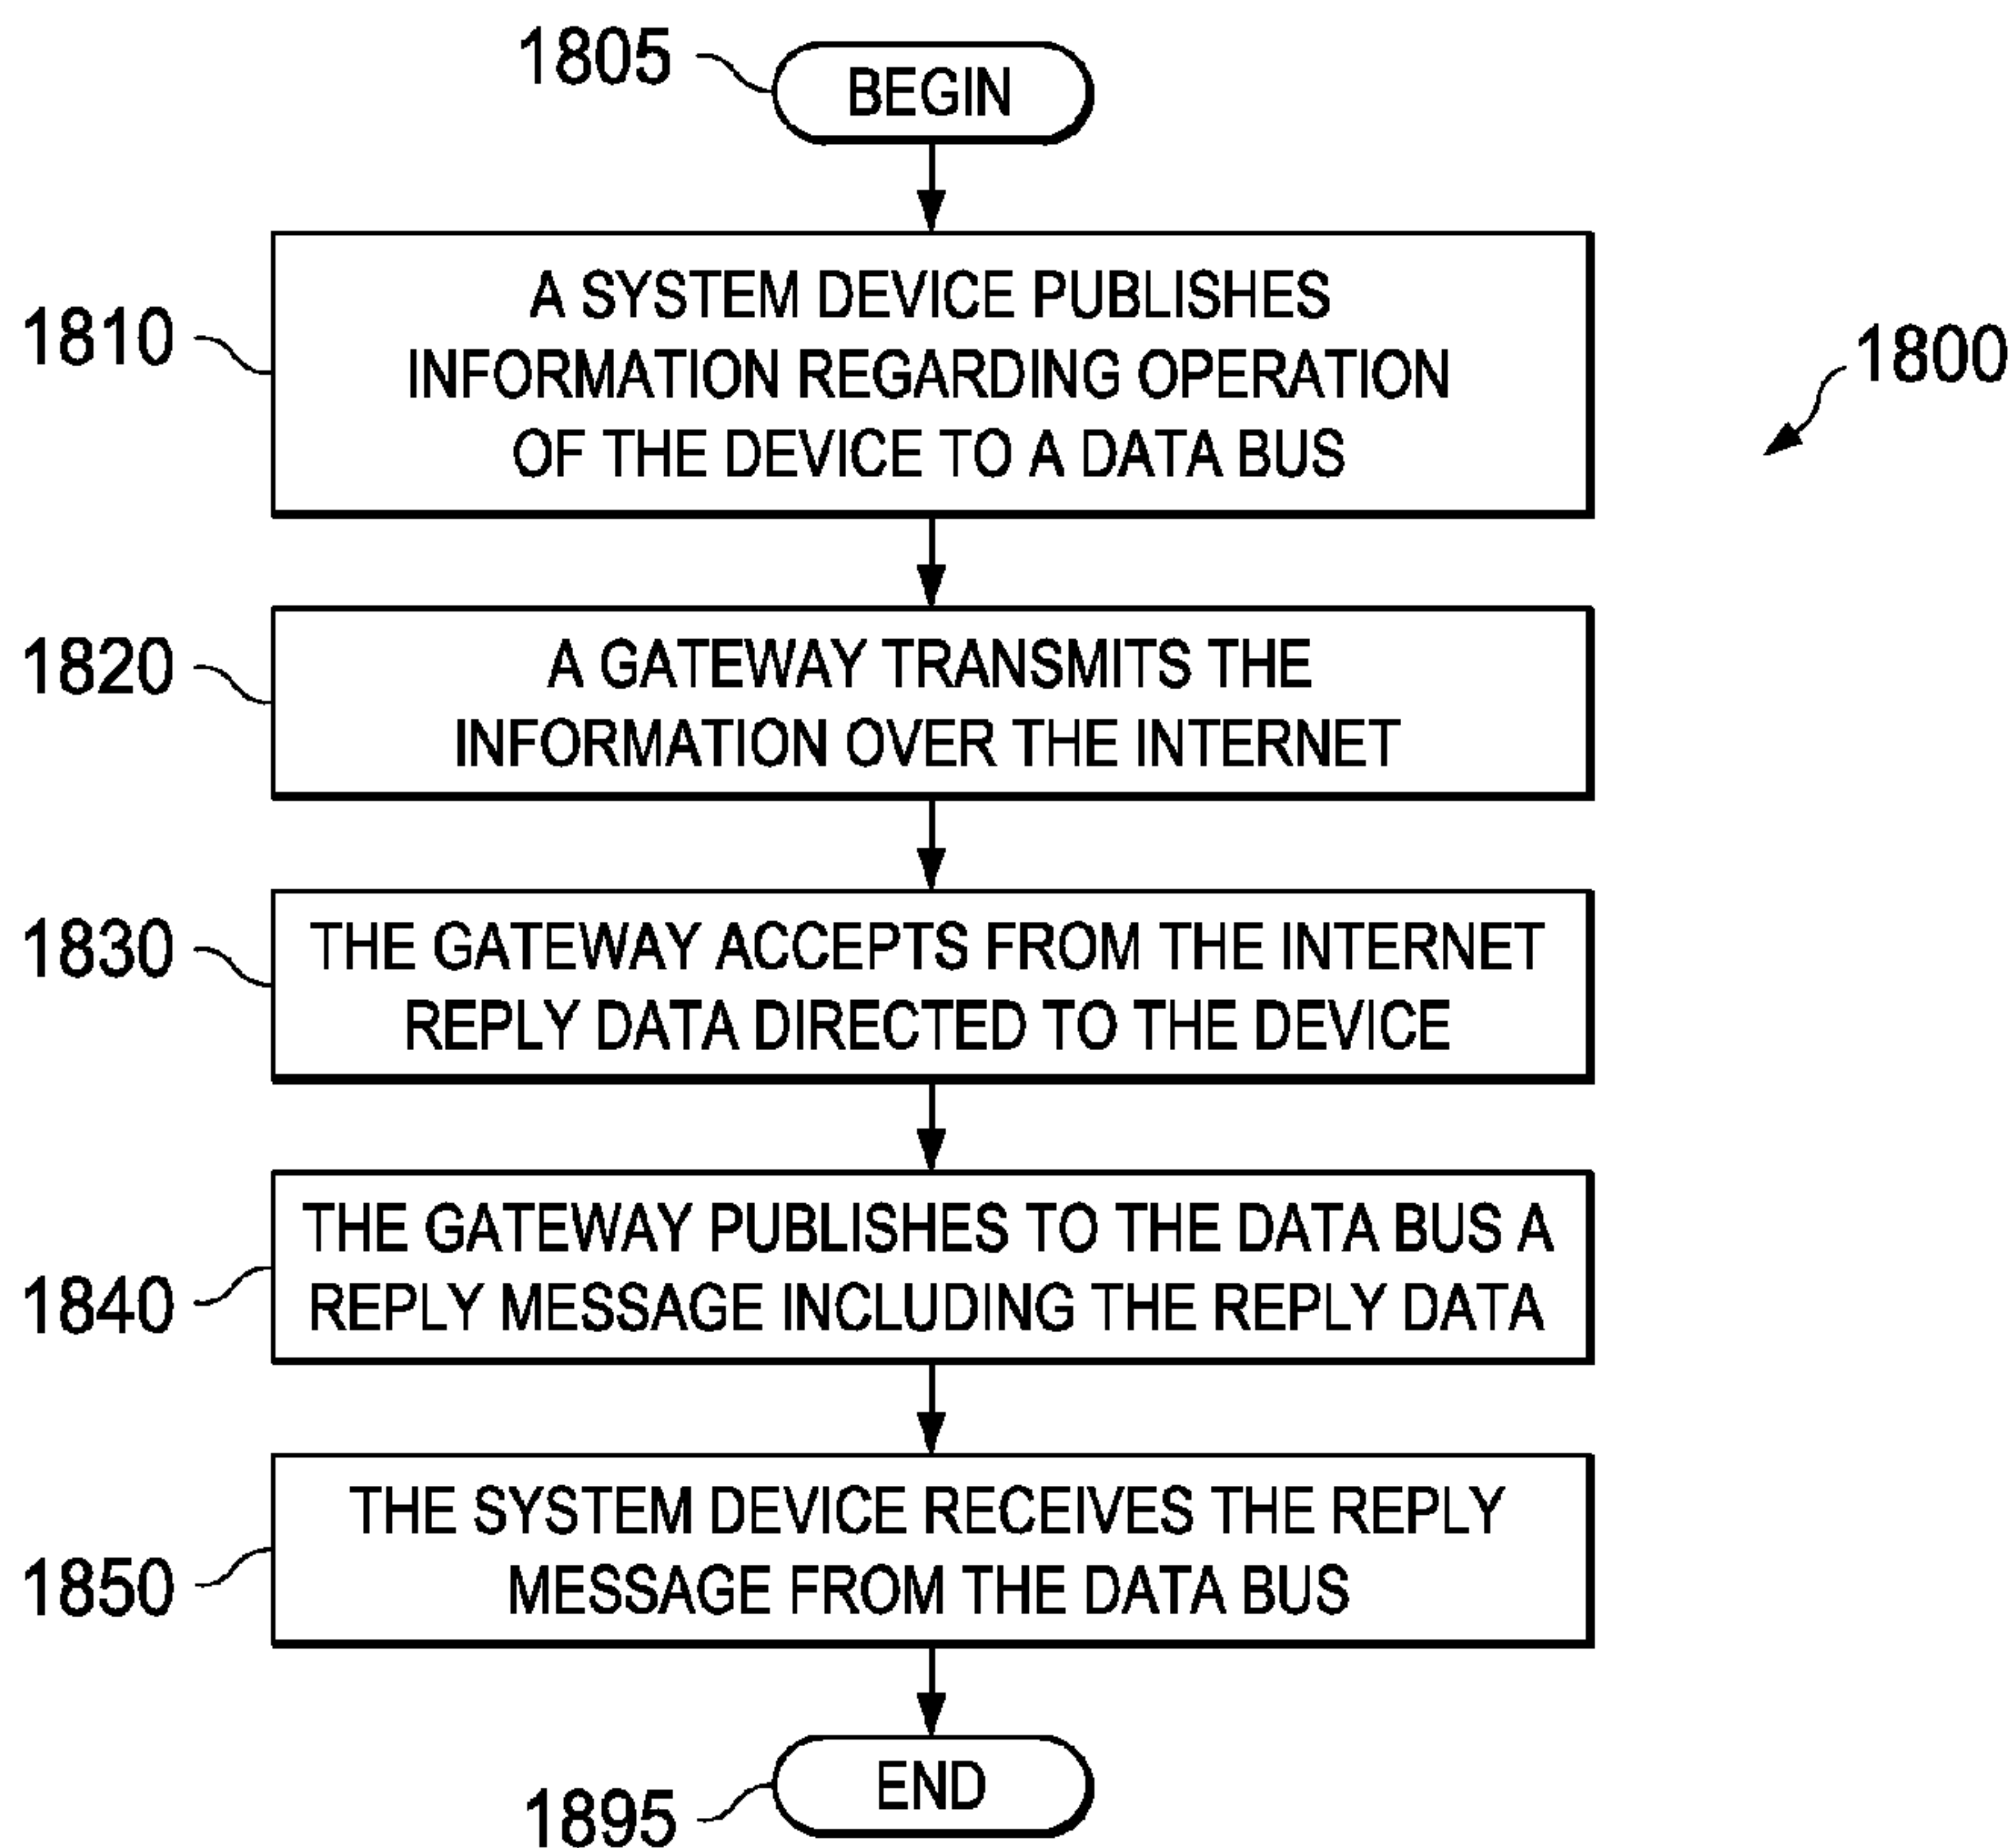 1805
BEGIN
1810
A SYSTEM DEVICE PUBLISHES
INFORMATION REGARDING OPERATION
OF THE DEVICE TO A DATA BUS
1800
1820
A GATEWAY TRANSMITS THE
INFORMATION OVER THE INTERNET
1830
THE GATEWAY ACCEPTS FROM THE INTERNET
REPLY DATA DIRECTED TO THE DEVICE
1840
THE GATEWAY PUBLISHES TO THE DATA BUS A
REPLY MESSAGE INCLUDING THE REPLY DATA
1850
THE SYSTEM DEVICE RECEIVES THE REPLY
MESSAGE FROM THE DATA BUS
1895
END